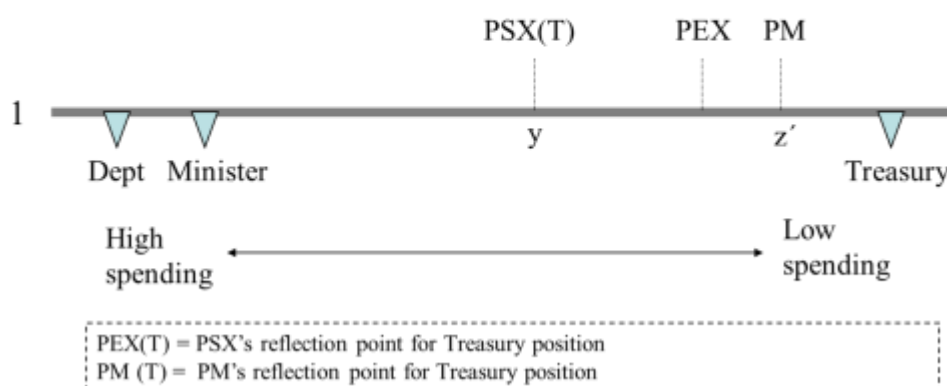 PSX(T) PEX PM
1
y z´
Dept Minister Treasury
High spending
Low spending
PEX(T) = PSX's reflection point for Treasury position
PM (T) = PM's reflection point for Treasury position